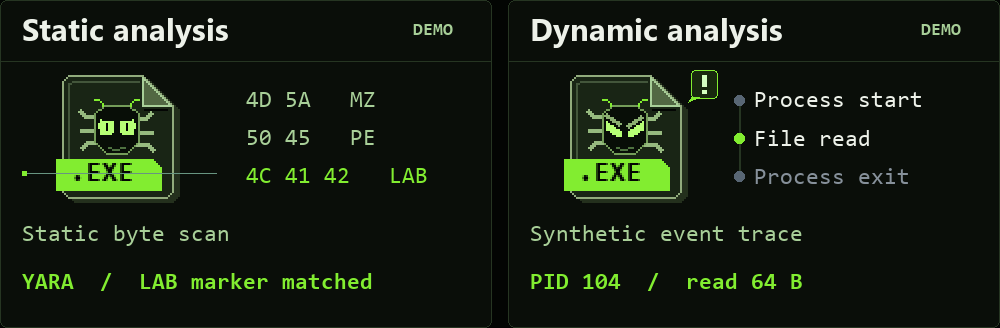 Static analysis DEMO
4D 5A MZ
50 45 PE
4C 41 42 LAB
.EXE
Static byte scan
YARA / LAB marker matched
Dynamic analysis DEMO
!
Process start
File read
Process exit
.EXE
Synthetic event trace
PID 104 / read 64 B